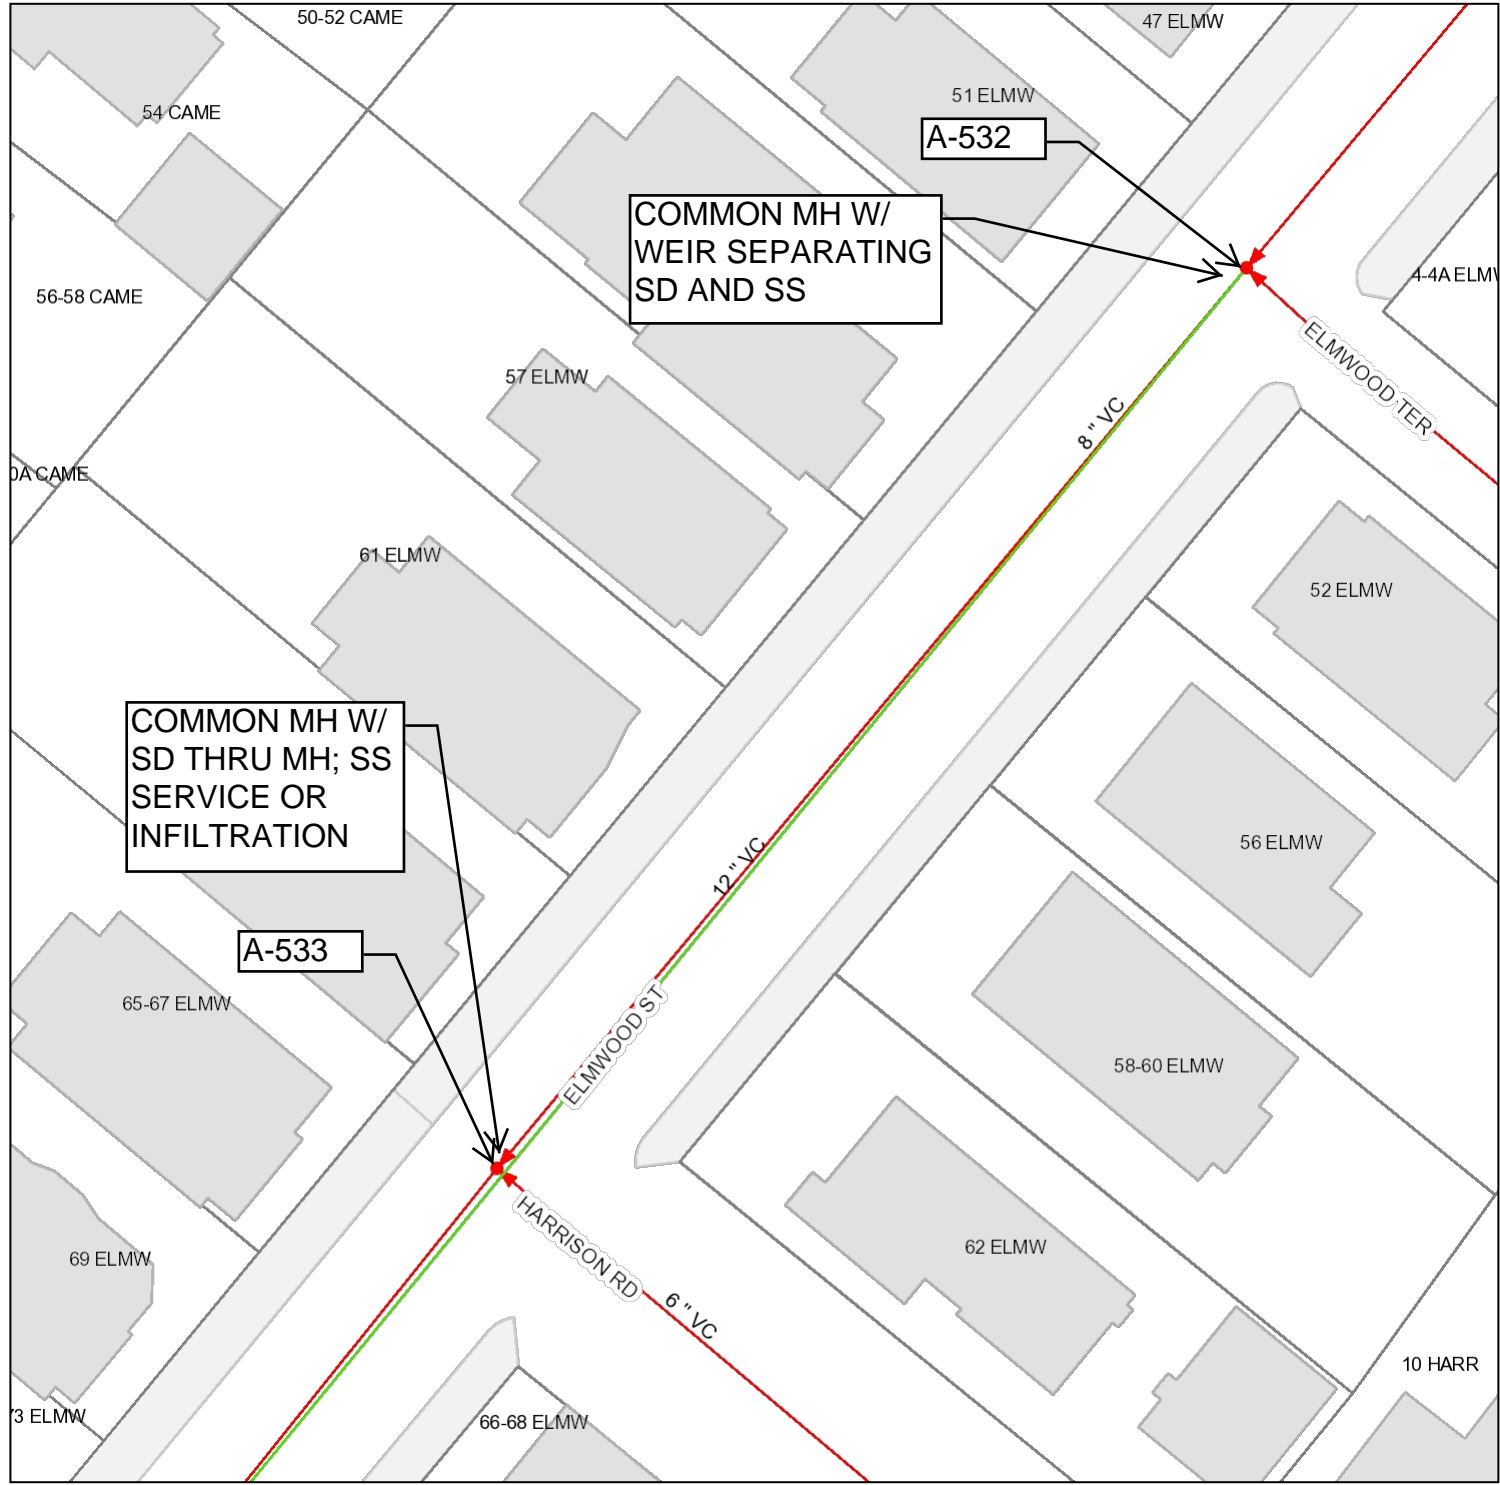 50-52 CAME
47 ELMW
54 CAME
51 ELMW
A-532
COMMON MH W/
WEIR SEPARATING
SD AND SS
56-58 CAME
4-4A ELMW
ELMWOOD TER
57 ELMW
8 " VC
0A CAME
61 ELMW
52 ELMW
COMMON MH W/
SD THRU MH; SS
SERVICE OR
INFILTRATION
12 " VC
56 ELMW
A-533
65-67 ELMW
ELMWOOD ST
58-60 ELMW
HARRISON RD
62 ELMW
69 ELMW
6 " VC
10 HARR
73 ELMW
66-68 ELMW